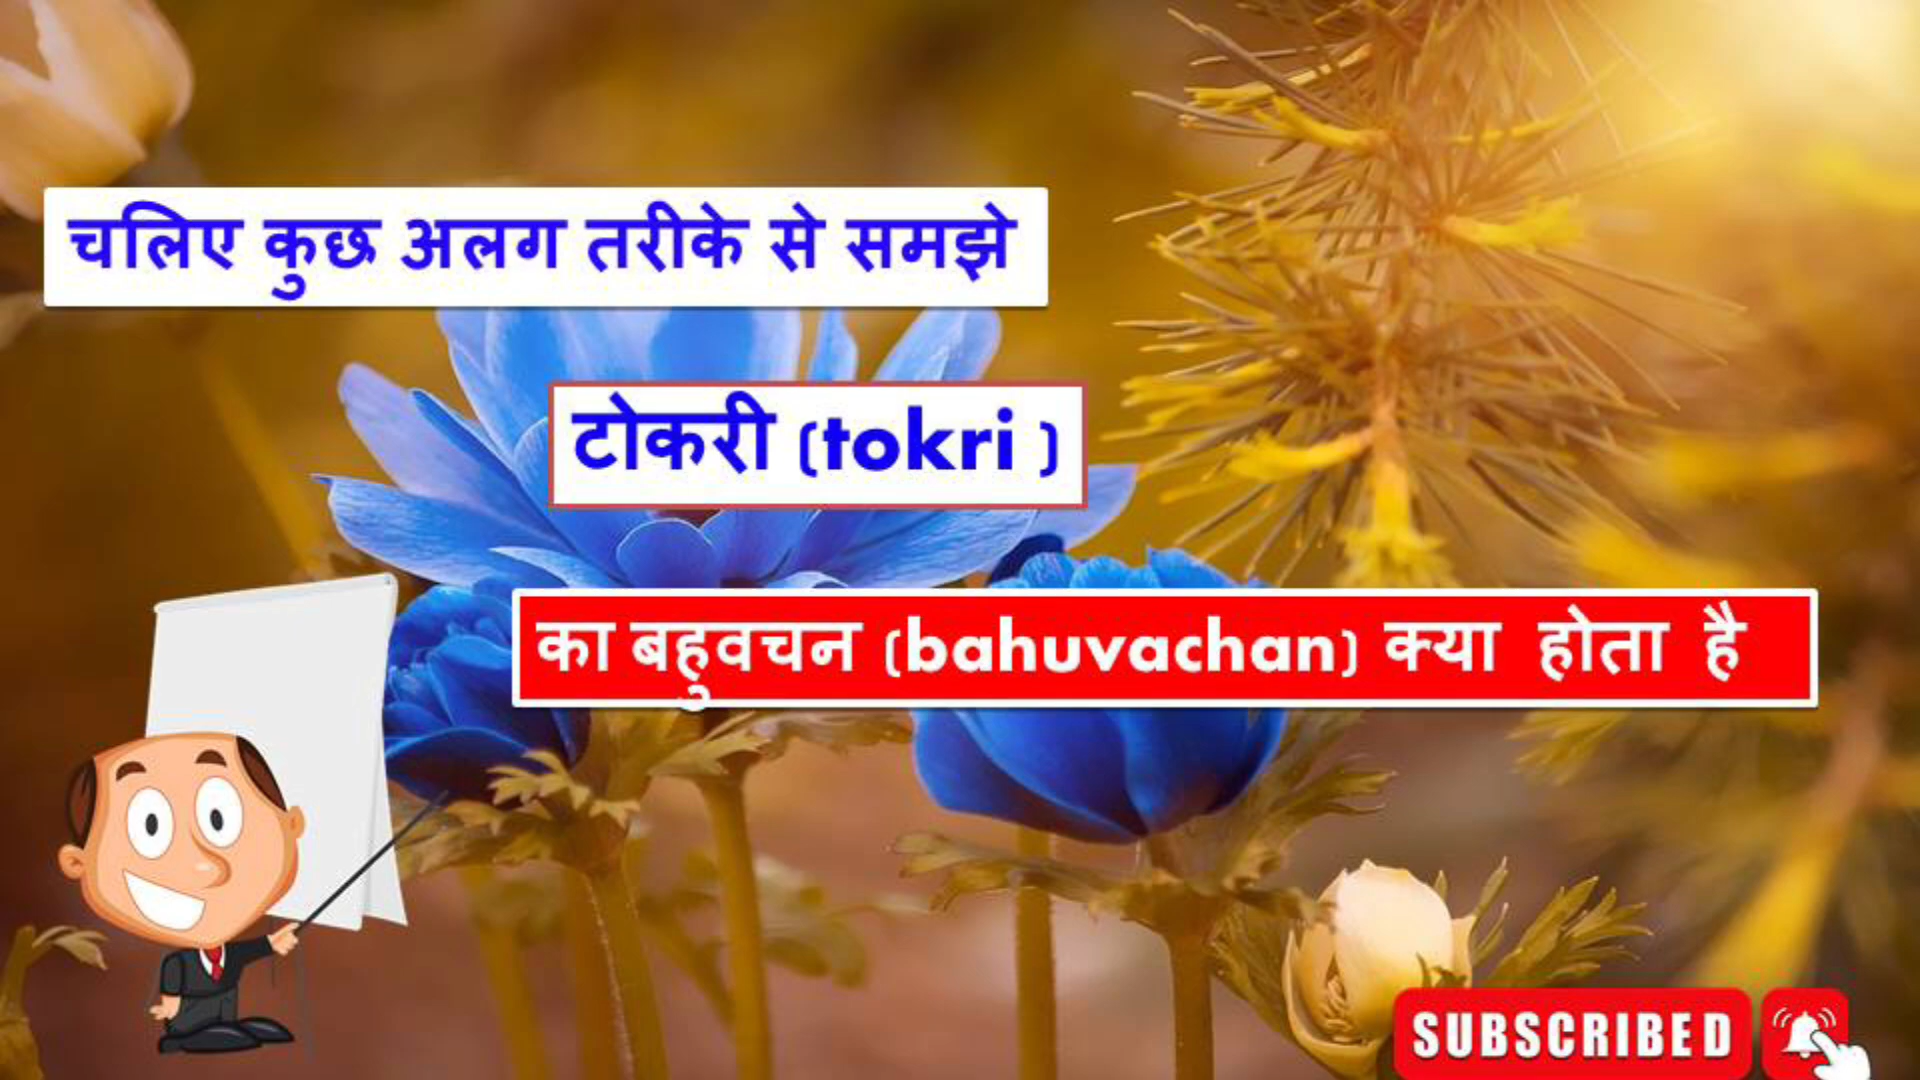 चलिए कुछ अलग तरीके से समझे
टोकरी (tokri )
का बहुवचन (bahuvachan) क्या होता है
SUBSCRIBED